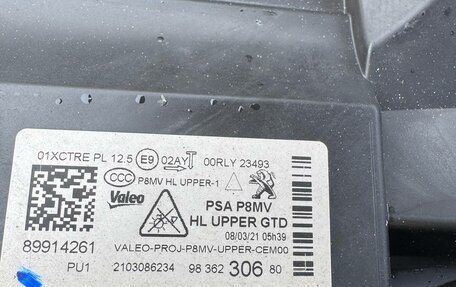 01XCTRE PL 12.5 E9 02AY 00RLY 23493
CCC P8MV HL UPPER-1
Valeo PSA P8MV
HL UPPER GTD
08/03/21 05h39
89914261 VALEO-PROJ-P8MV-UPPER-CEM00
PU1 2103086234 98 362 306 80